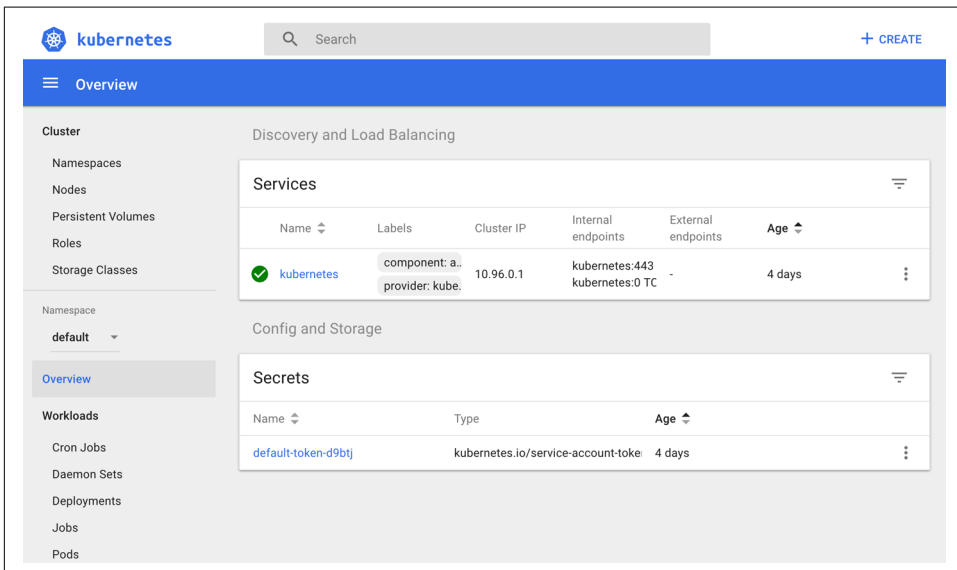 kubernetes
Search
+ CREATE
Overview
Cluster
Namespaces
Nodes
Persistent Volumes
Roles
Storage Classes
Namespace
default
Overview
Workloads
Cron Jobs
Daemon Sets
Deployments
Jobs
Pods
Discovery and Load Balancing
Services
Name Labels Cluster IP Internal endpoints External endpoints Age
kubernetes component: a.. 10.96.0.1 kubernetes:443 - 4 days
provider: kube. kubernetes:0 TC
Config and Storage
Secrets
Name Type Age
default-token-d9btj kubernetes.io/service-account-toke 4 days